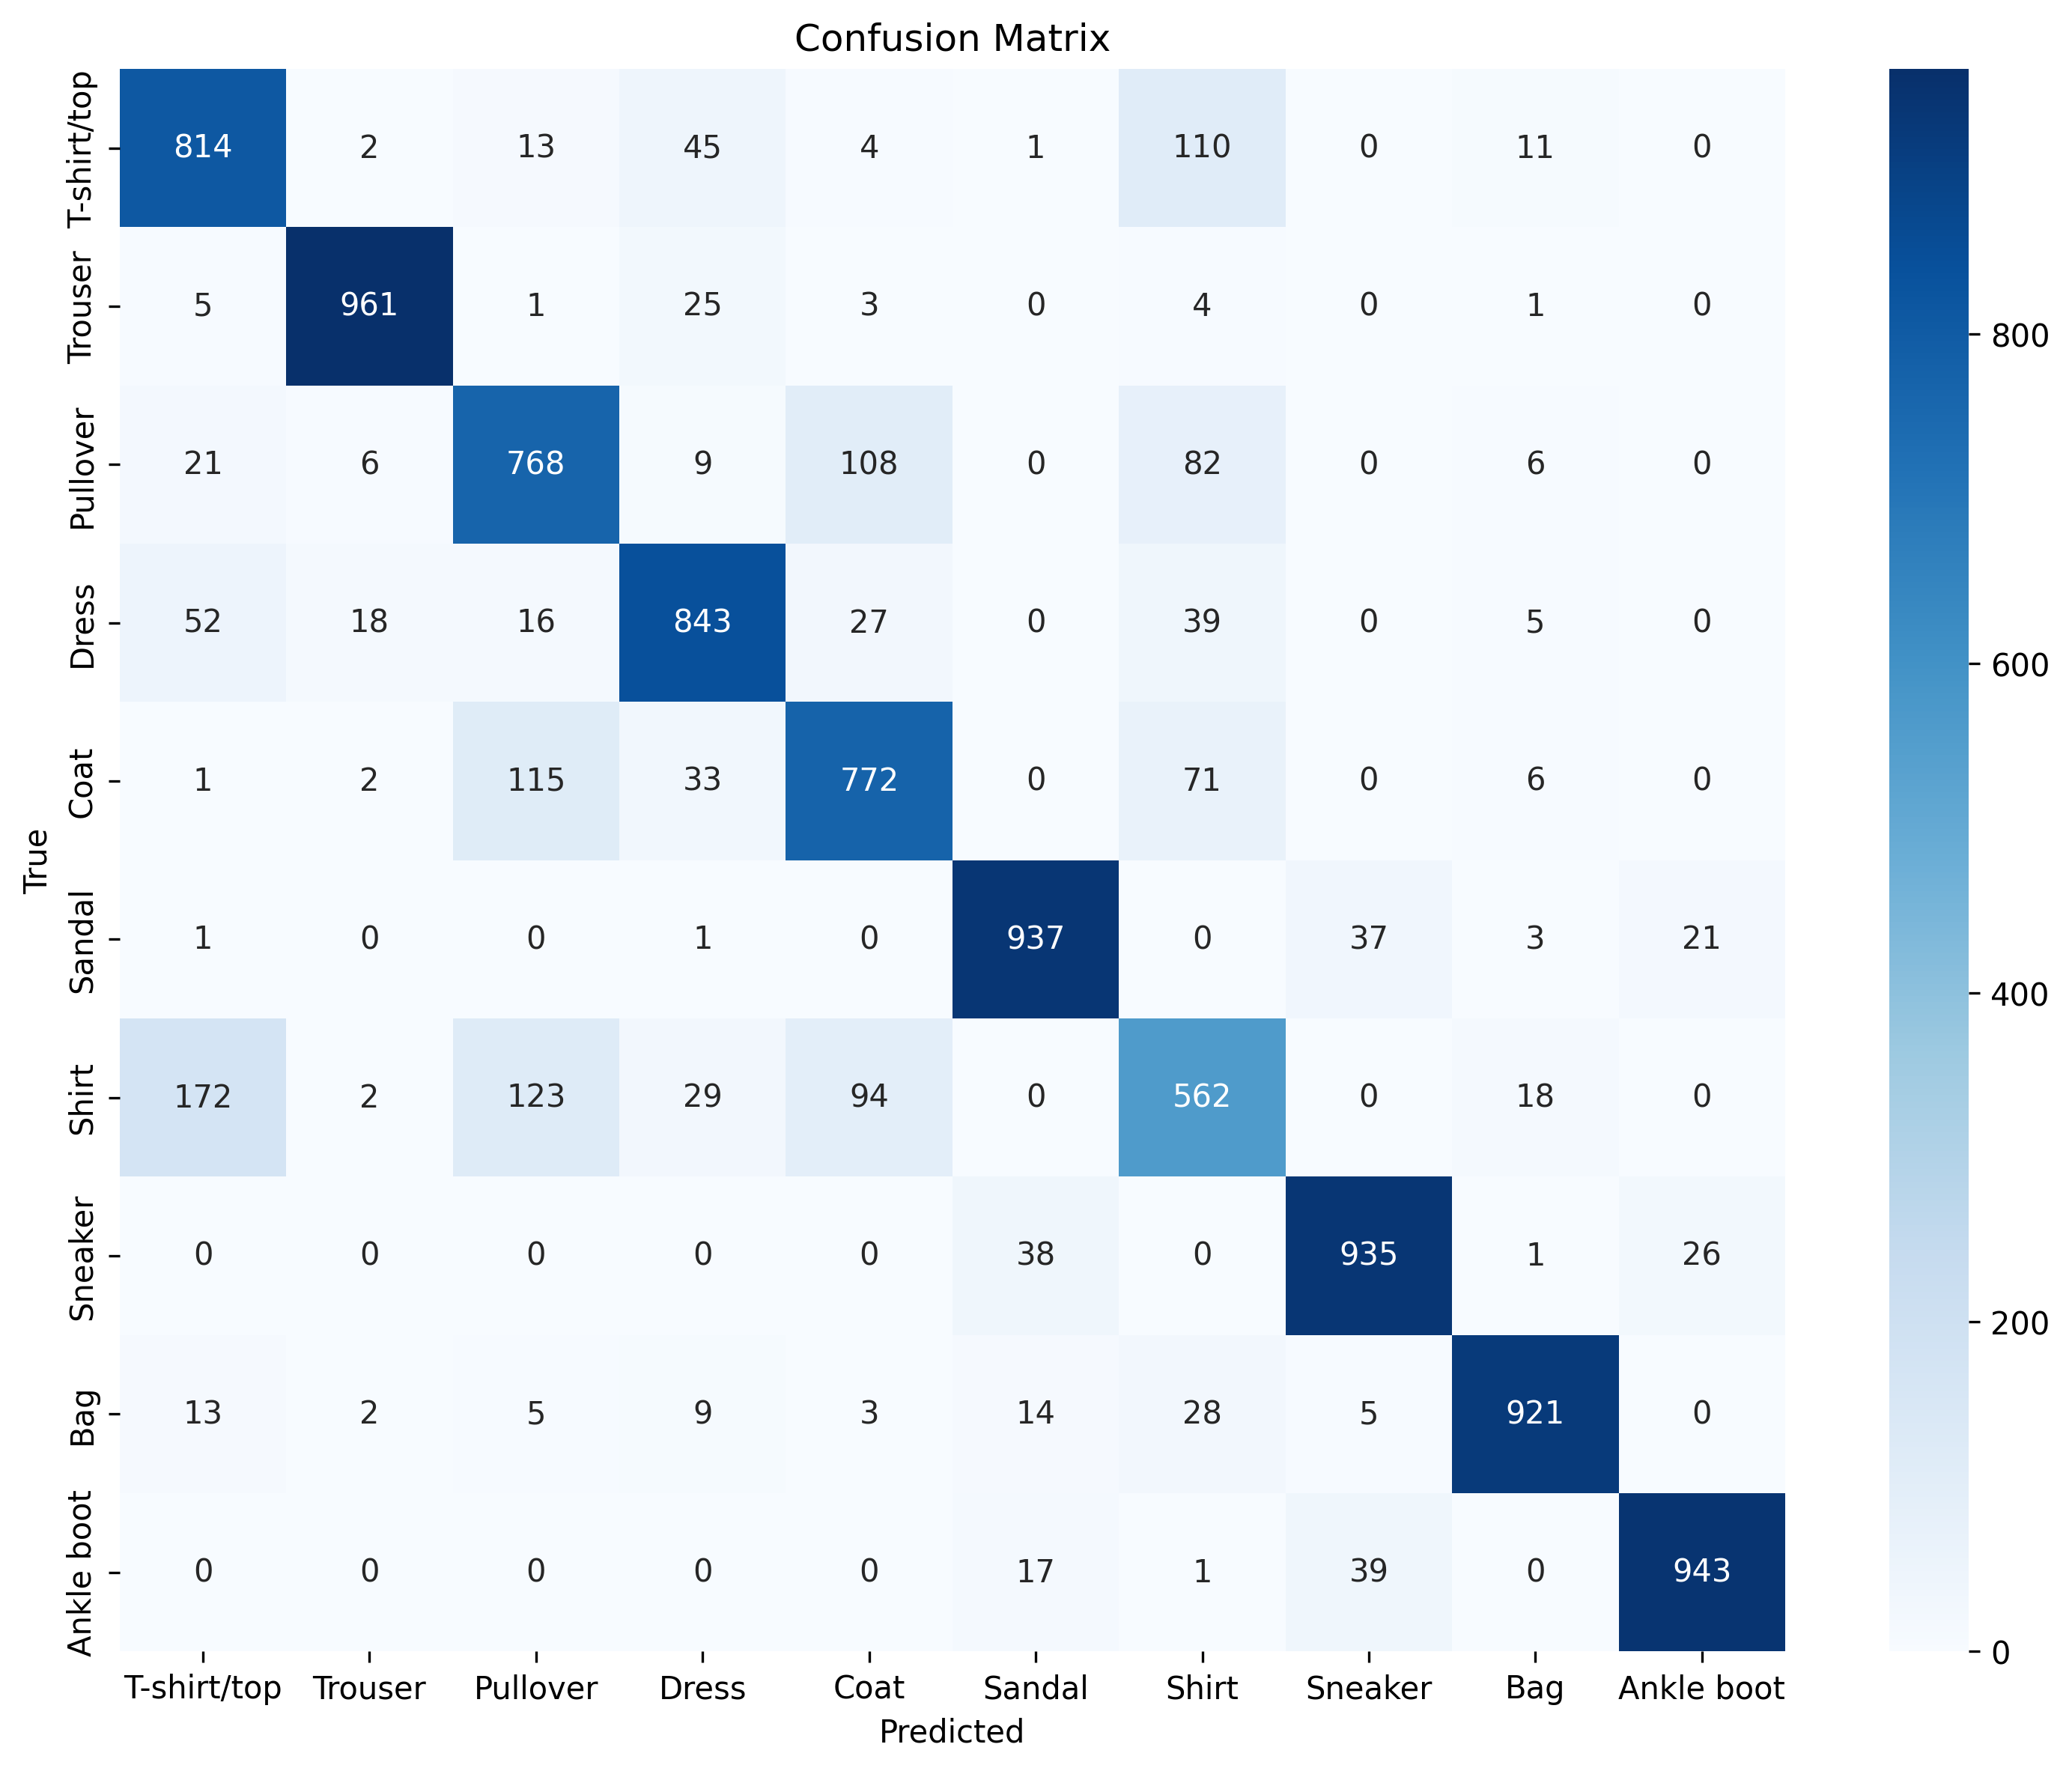 Confusion Matrix
T-shirt/top 814 2 13 45 4 1 110 0 11 0
Trouser 5 961 1 25 3 0 4 0 1 0
Pullover 21 6 768 9 108 0 82 0 6 0
Dress 52 18 16 843 27 0 39 0 5 0
Coat 1 2 115 33 772 0 71 0 6 0
Sandal 1 0 0 1 0 937 0 37 3 21
Shirt 172 2 123 29 94 0 562 0 18 0
Sneaker 0 0 0 0 0 38 0 935 1 26
Bag 13 2 5 9 3 14 28 5 921 0
Ankle boot 0 0 0 0 0 17 1 39 0 943
T-shirt/top Trouser Pullover Dress Coat Sandal Shirt Sneaker Bag Ankle boot
Predicted
True
800
600
400
200
0